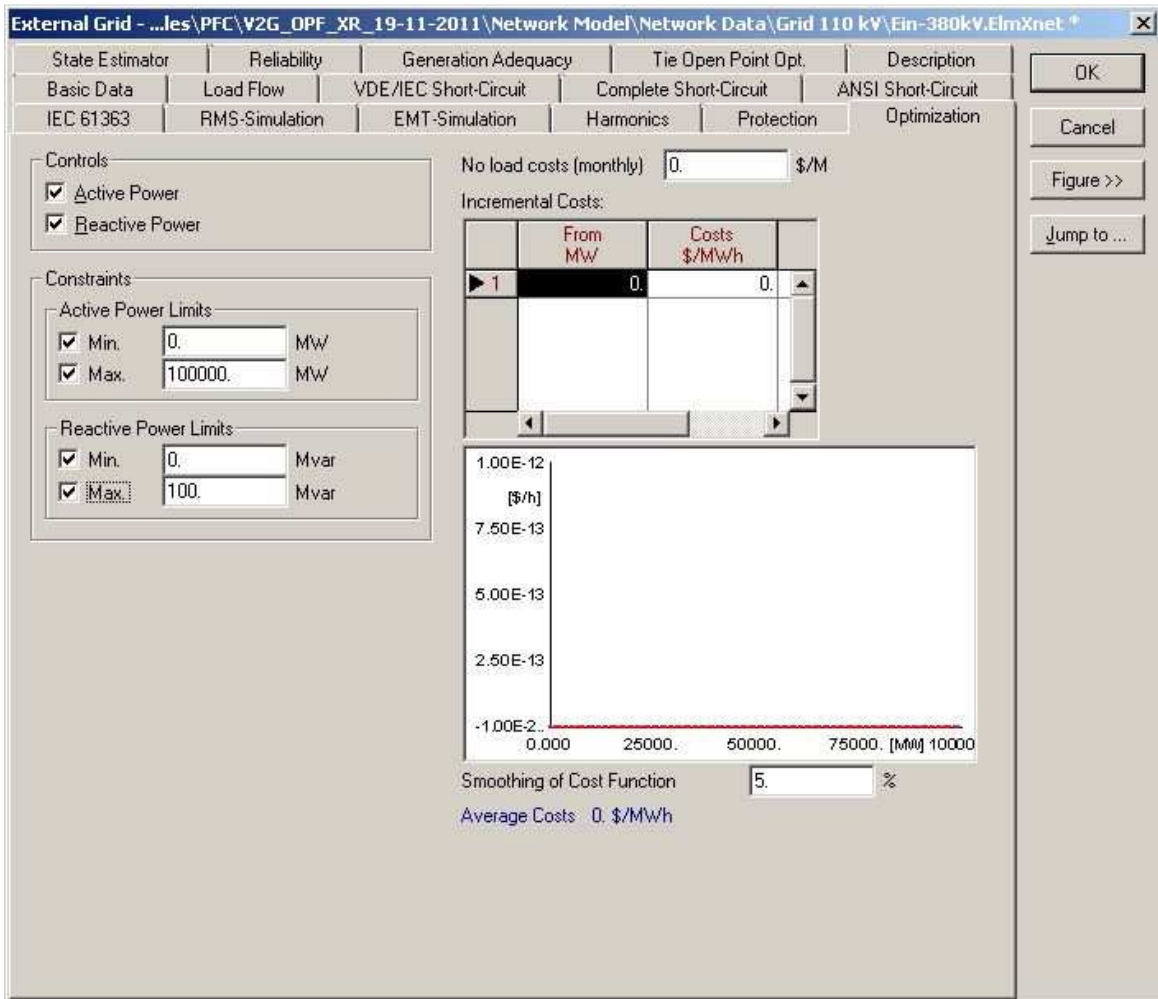 External Grid - ...les\PFC\V2G_OPF_XR_19-11-2011\Network Model\Network Data\Grid 110 kV\Ein-380kV.ElmXnet *
State Estimator Reliability Generation Adequacy Tie Open Point Opt. Description
Basic Data Load Flow VDE/IEC Short-Circuit Complete Short-Circuit ANSI Short-Circuit
IEC 61363 RMS-Simulation EMT-Simulation Harmonics Protection Optimization
OK
Cancel
Figure >>
Jump to ...
Controls
Active Power
Reactive Power
Constraints
Active Power Limits
Min. 0. MW
Max. 100000. MW
Reactive Power Limits
Min. 0. Mvar
Max. 100. Mvar
No load costs (monthly) 0. $/M
Incremental Costs:
From MW Costs $/MWh
1 0. 0.
1.00E-12
[$/h]
7.50E-13
5.00E-13
2.50E-13
-1.00E-2..
0.000 25000. 50000. 75000. [MW] 10000
Smoothing of Cost Function 5. %
Average Costs 0. $/MWh